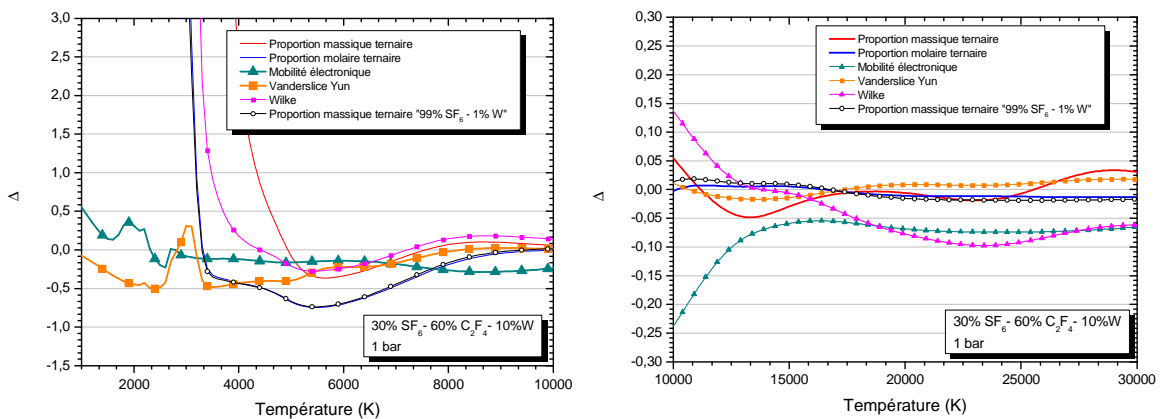 3,0
2,5
2,0
1,5
1,0
0,5
0,0
-0,5
-1,0
-1,5
Δ
Proportion massique ternaire
Proportion molaire ternaire
Mobilité électronique
Vanderslice Yun
Wilke
Proportion massique ternaire "99% SF6 - 1% W"
30% SF6 - 60% C2F4 - 10%W
1 bar
2000 4000 6000 8000 10000
Température (K)
0,30
0,25
0,20
0,15
0,10
0,05
0,00
-0,05
-0,10
-0,15
-0,20
-0,25
-0,30
Δ
Proportion massique ternaire
Proportion molaire ternaire
Mobilité électronique
Vanderslice Yun
Wilke
Proportion massique ternaire "99% SF6 - 1% W"
30% SF6 - 60% C2F4 - 10%W
1 bar
10000 15000 20000 25000 30000
Température (K)